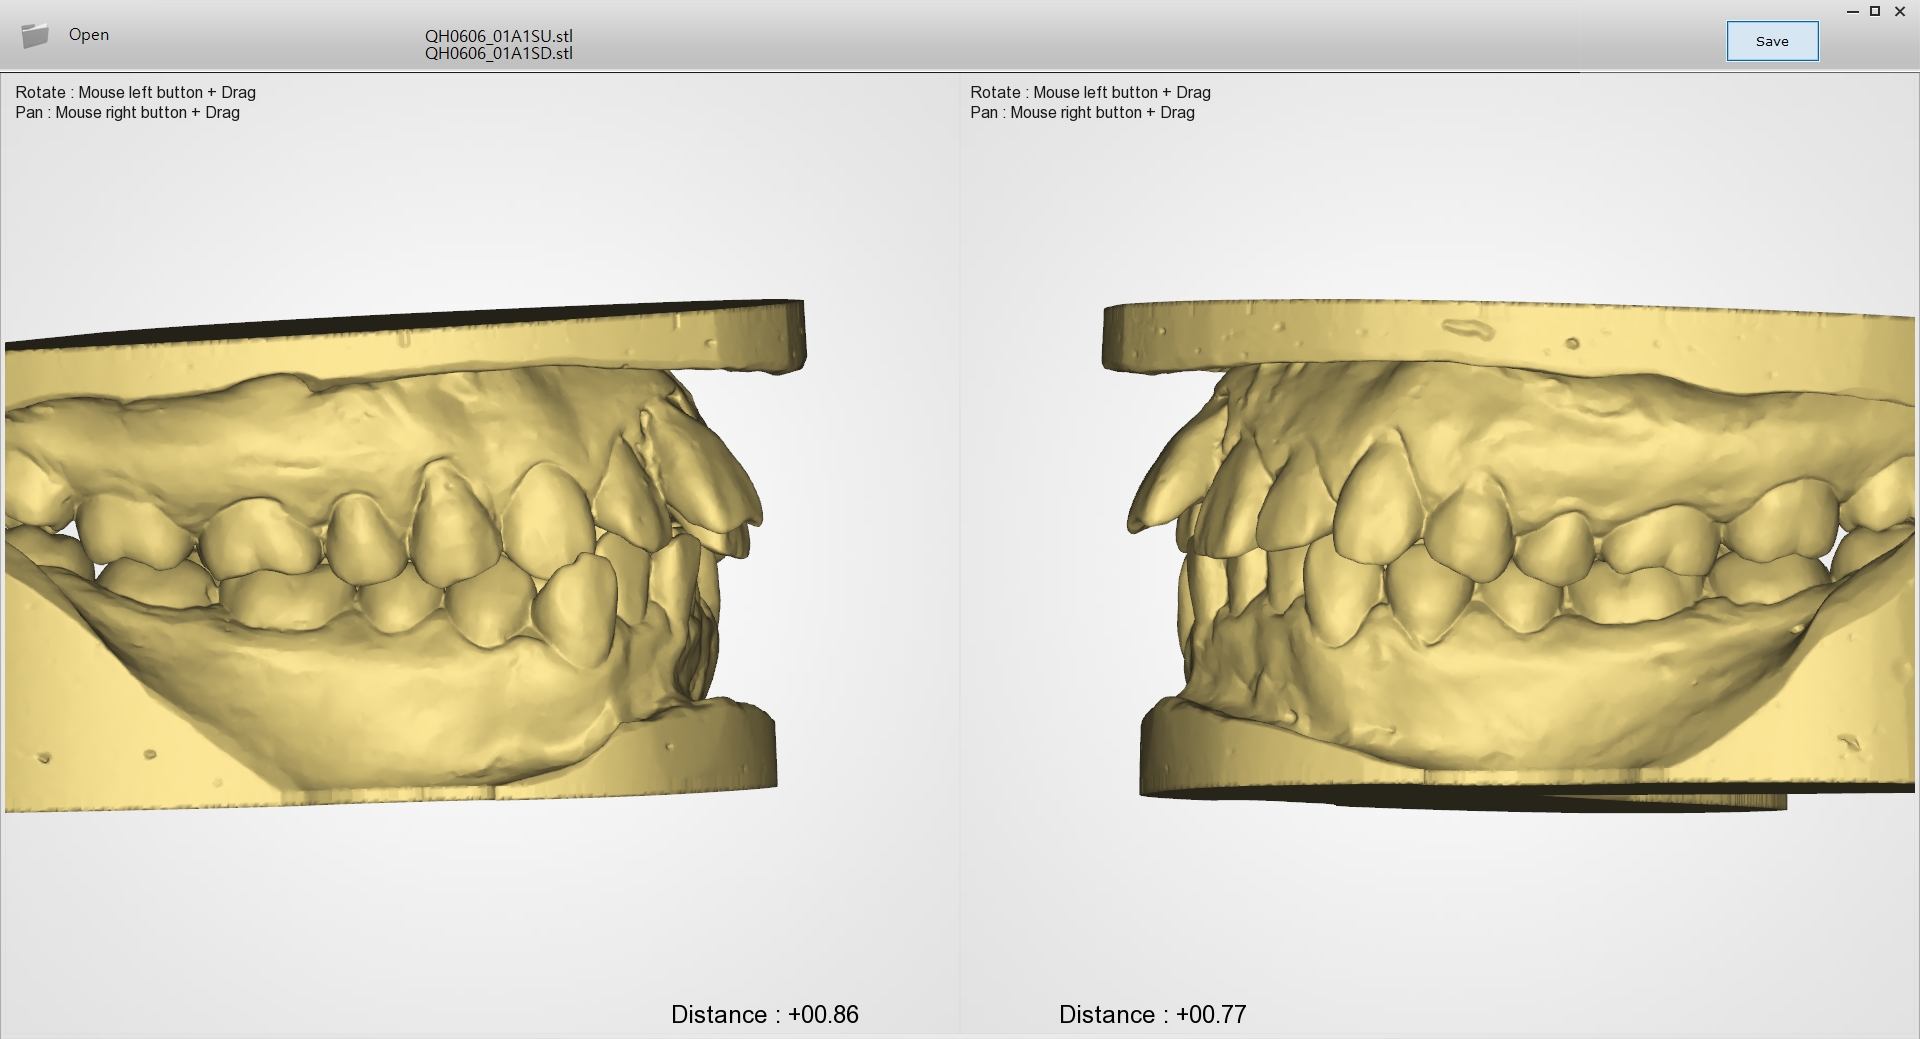 Open
QH0606_01A1SU.stl
QH0606_01A1SD.stl
Save
Rotate : Mouse left button + Drag
Pan : Mouse right button + Drag
Rotate : Mouse left button + Drag
Pan : Mouse right button + Drag
Distance : +00.86
Distance : +00.77